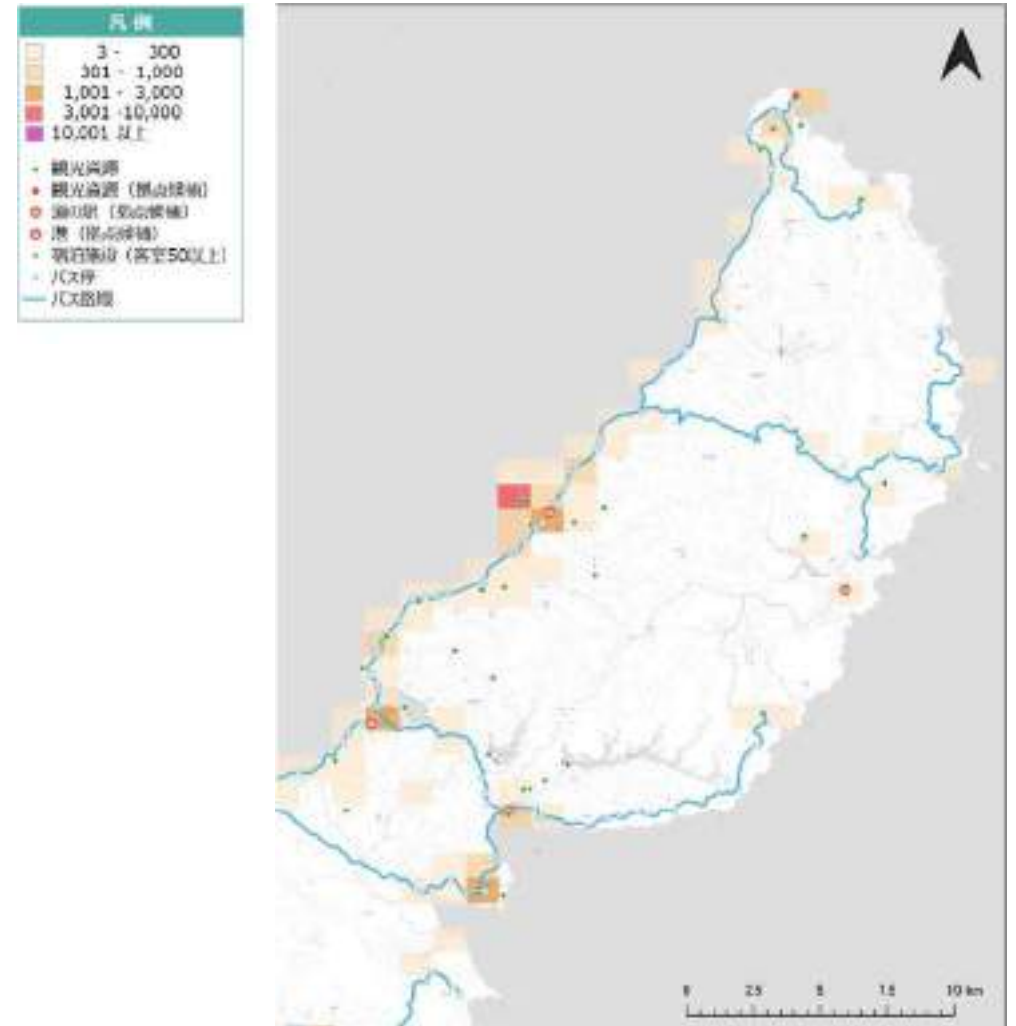 凡例
3 - 300
301 - 1,000
1,001 - 3,000
3,001 -10,000
10,001 以上
観光資源
観光資源（拠点候補）
道の駅（拠点候補）
港（拠点候補）
宿泊施設（客室50以上）
バス停
バス路線
0 2.5 5 7.5 10 km